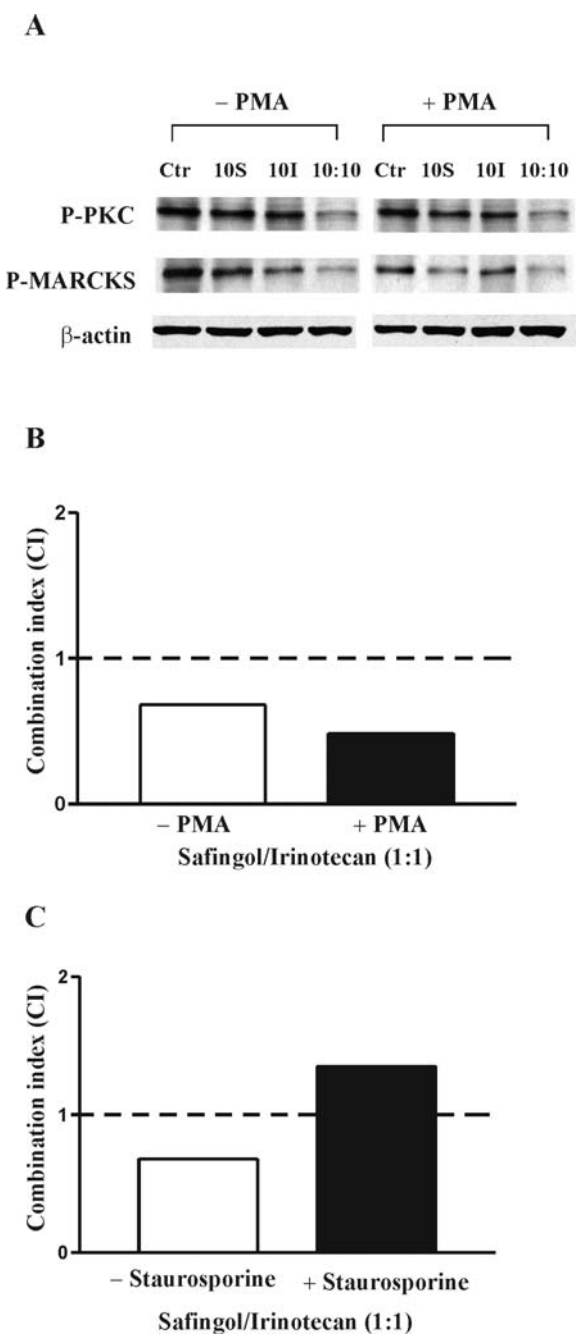 A
– PMA + PMA
Ctr 10S 10I 10:10 Ctr 10S 10I 10:10
P-PKC
P-MARCKS
β-actin
B
Combination index (CI)
2
1
0
– PMA + PMA
Safingol/Irinotecan (1:1)
C
Combination index (CI)
2
1
0
– Staurosporine + Staurosporine
Safingol/Irinotecan (1:1)